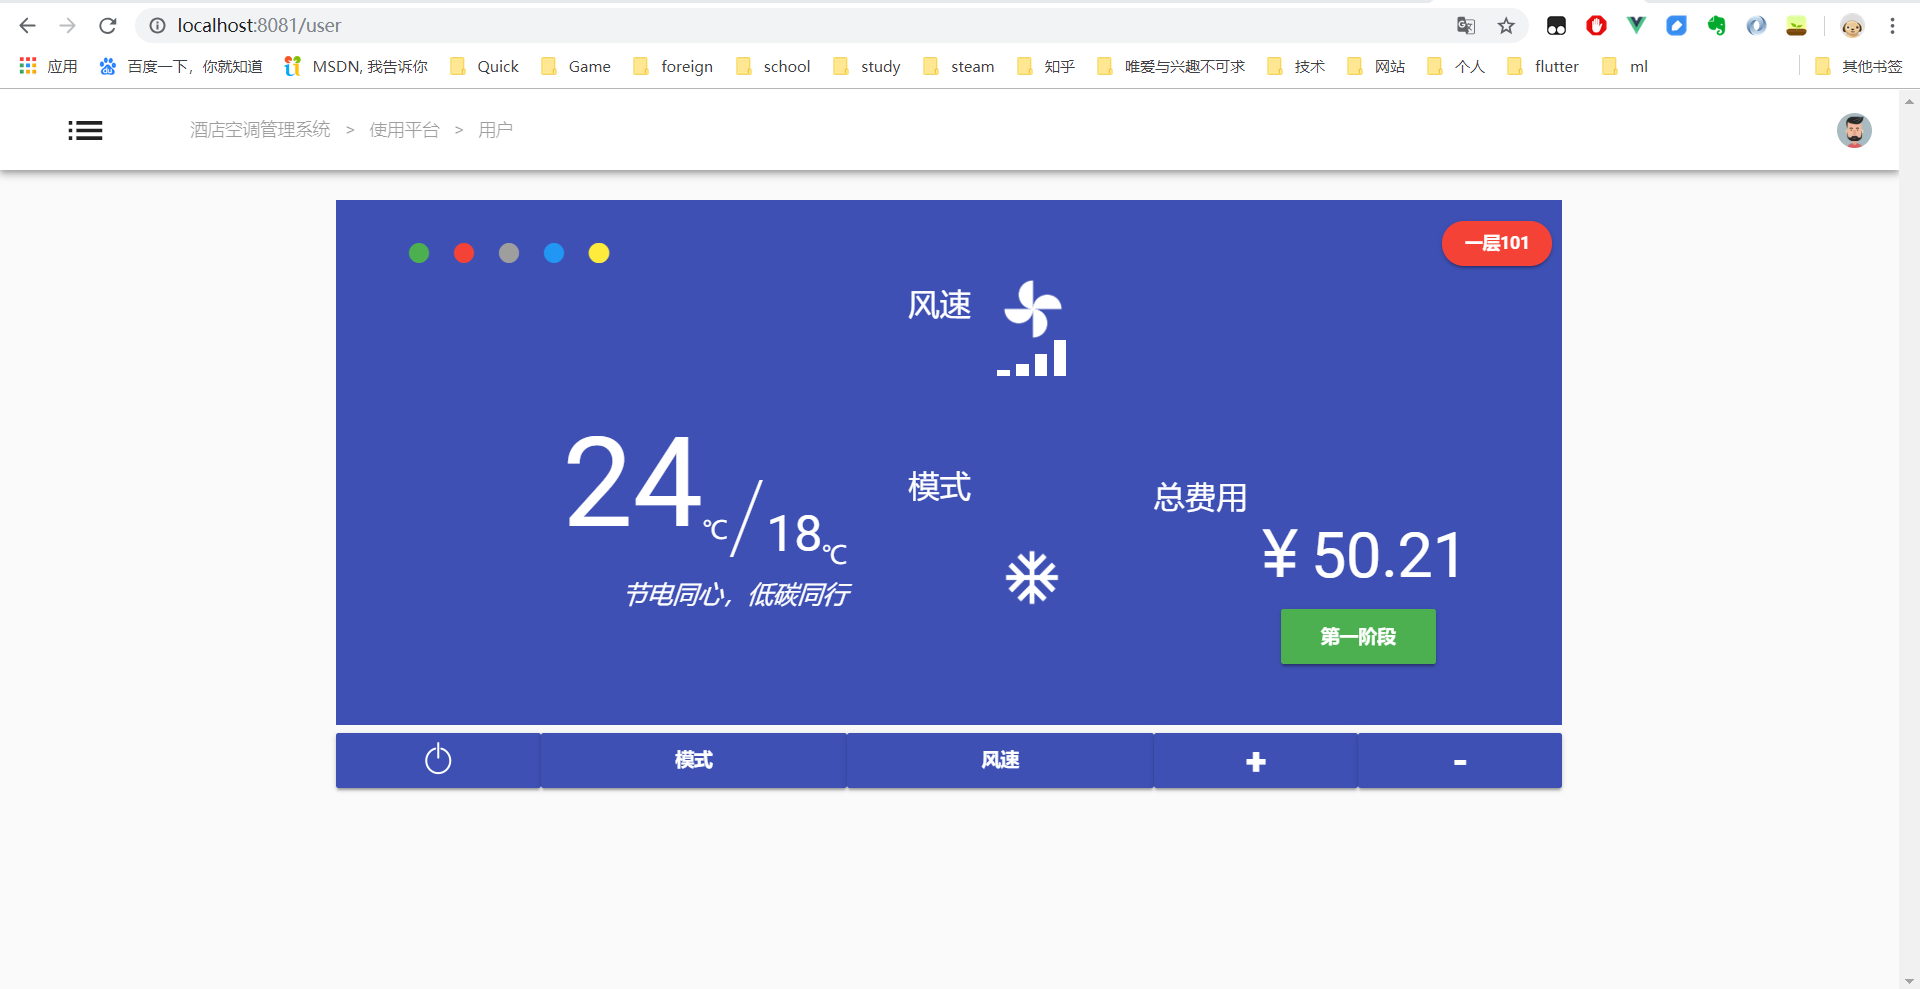 localhost:8081/user
应用 百度一下，你就知道 MSDN, 我告诉你 Quick Game foreign school study steam 知乎 唯爱与兴趣不可求 技术 网站 个人 flutter ml 其他书签
酒店空调管理系统 > 使用平台 > 用户
一层101
风速
24℃/18℃
节电同心，低碳同行
模式
总费用
￥50.21
第一阶段
模式 风速 + -